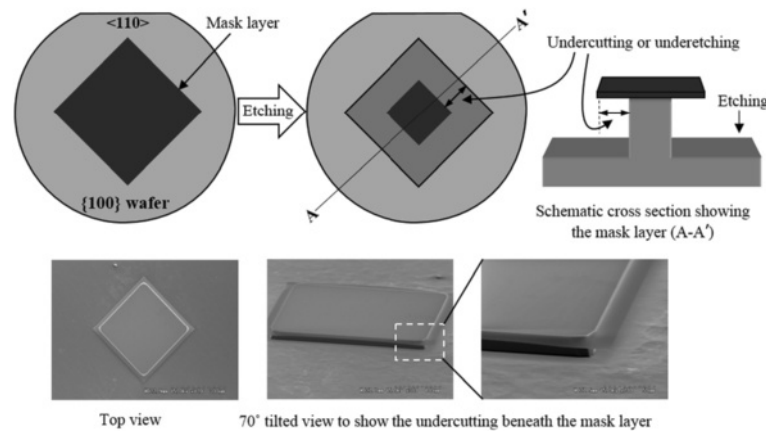 <110>
Mask layer
{100} wafer
Etching
A
A′
Undercutting or underetching
Etching
Schematic cross section showing
the mask layer (A-A′)
Top view
70° tilted view to show the undercutting beneath the mask layer